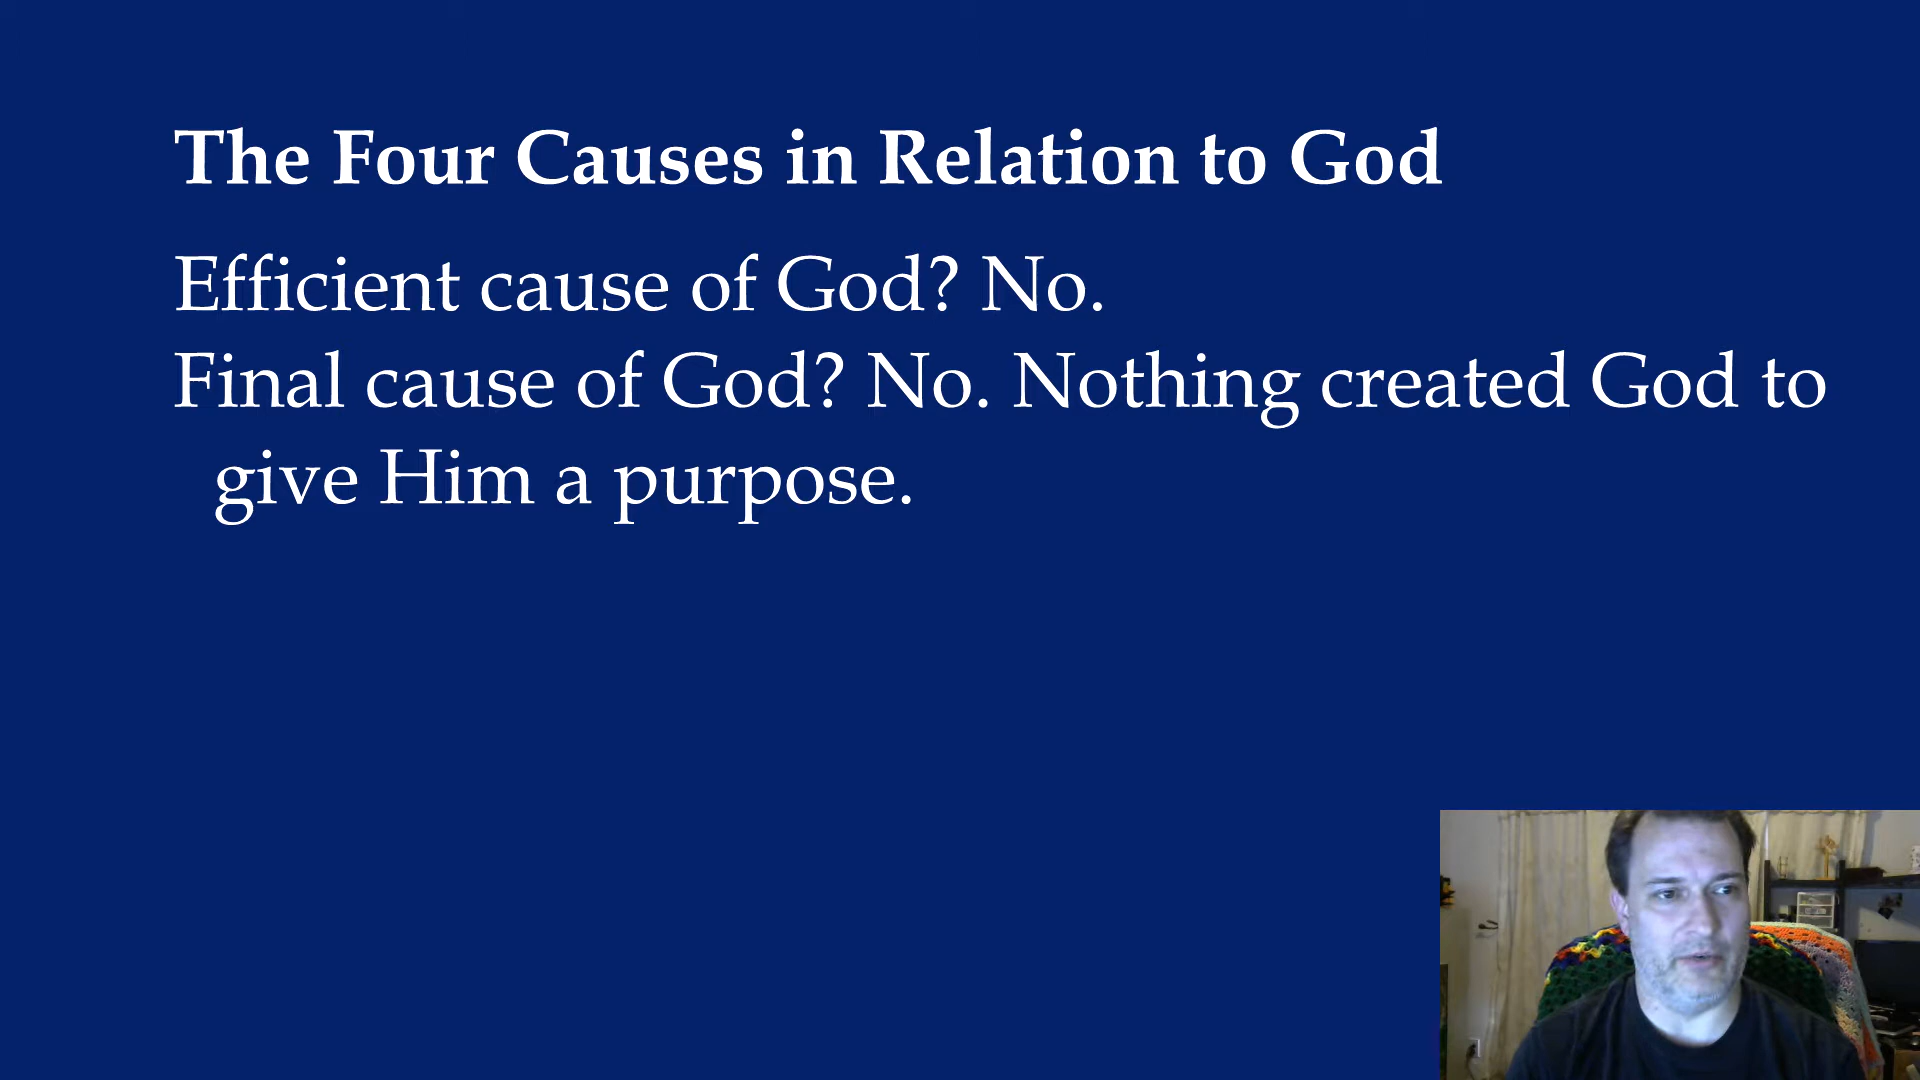 The Four Causes in Relation to God
Efficient cause of God? No.
Final cause of God? No. Nothing created God to
give Him a purpose.